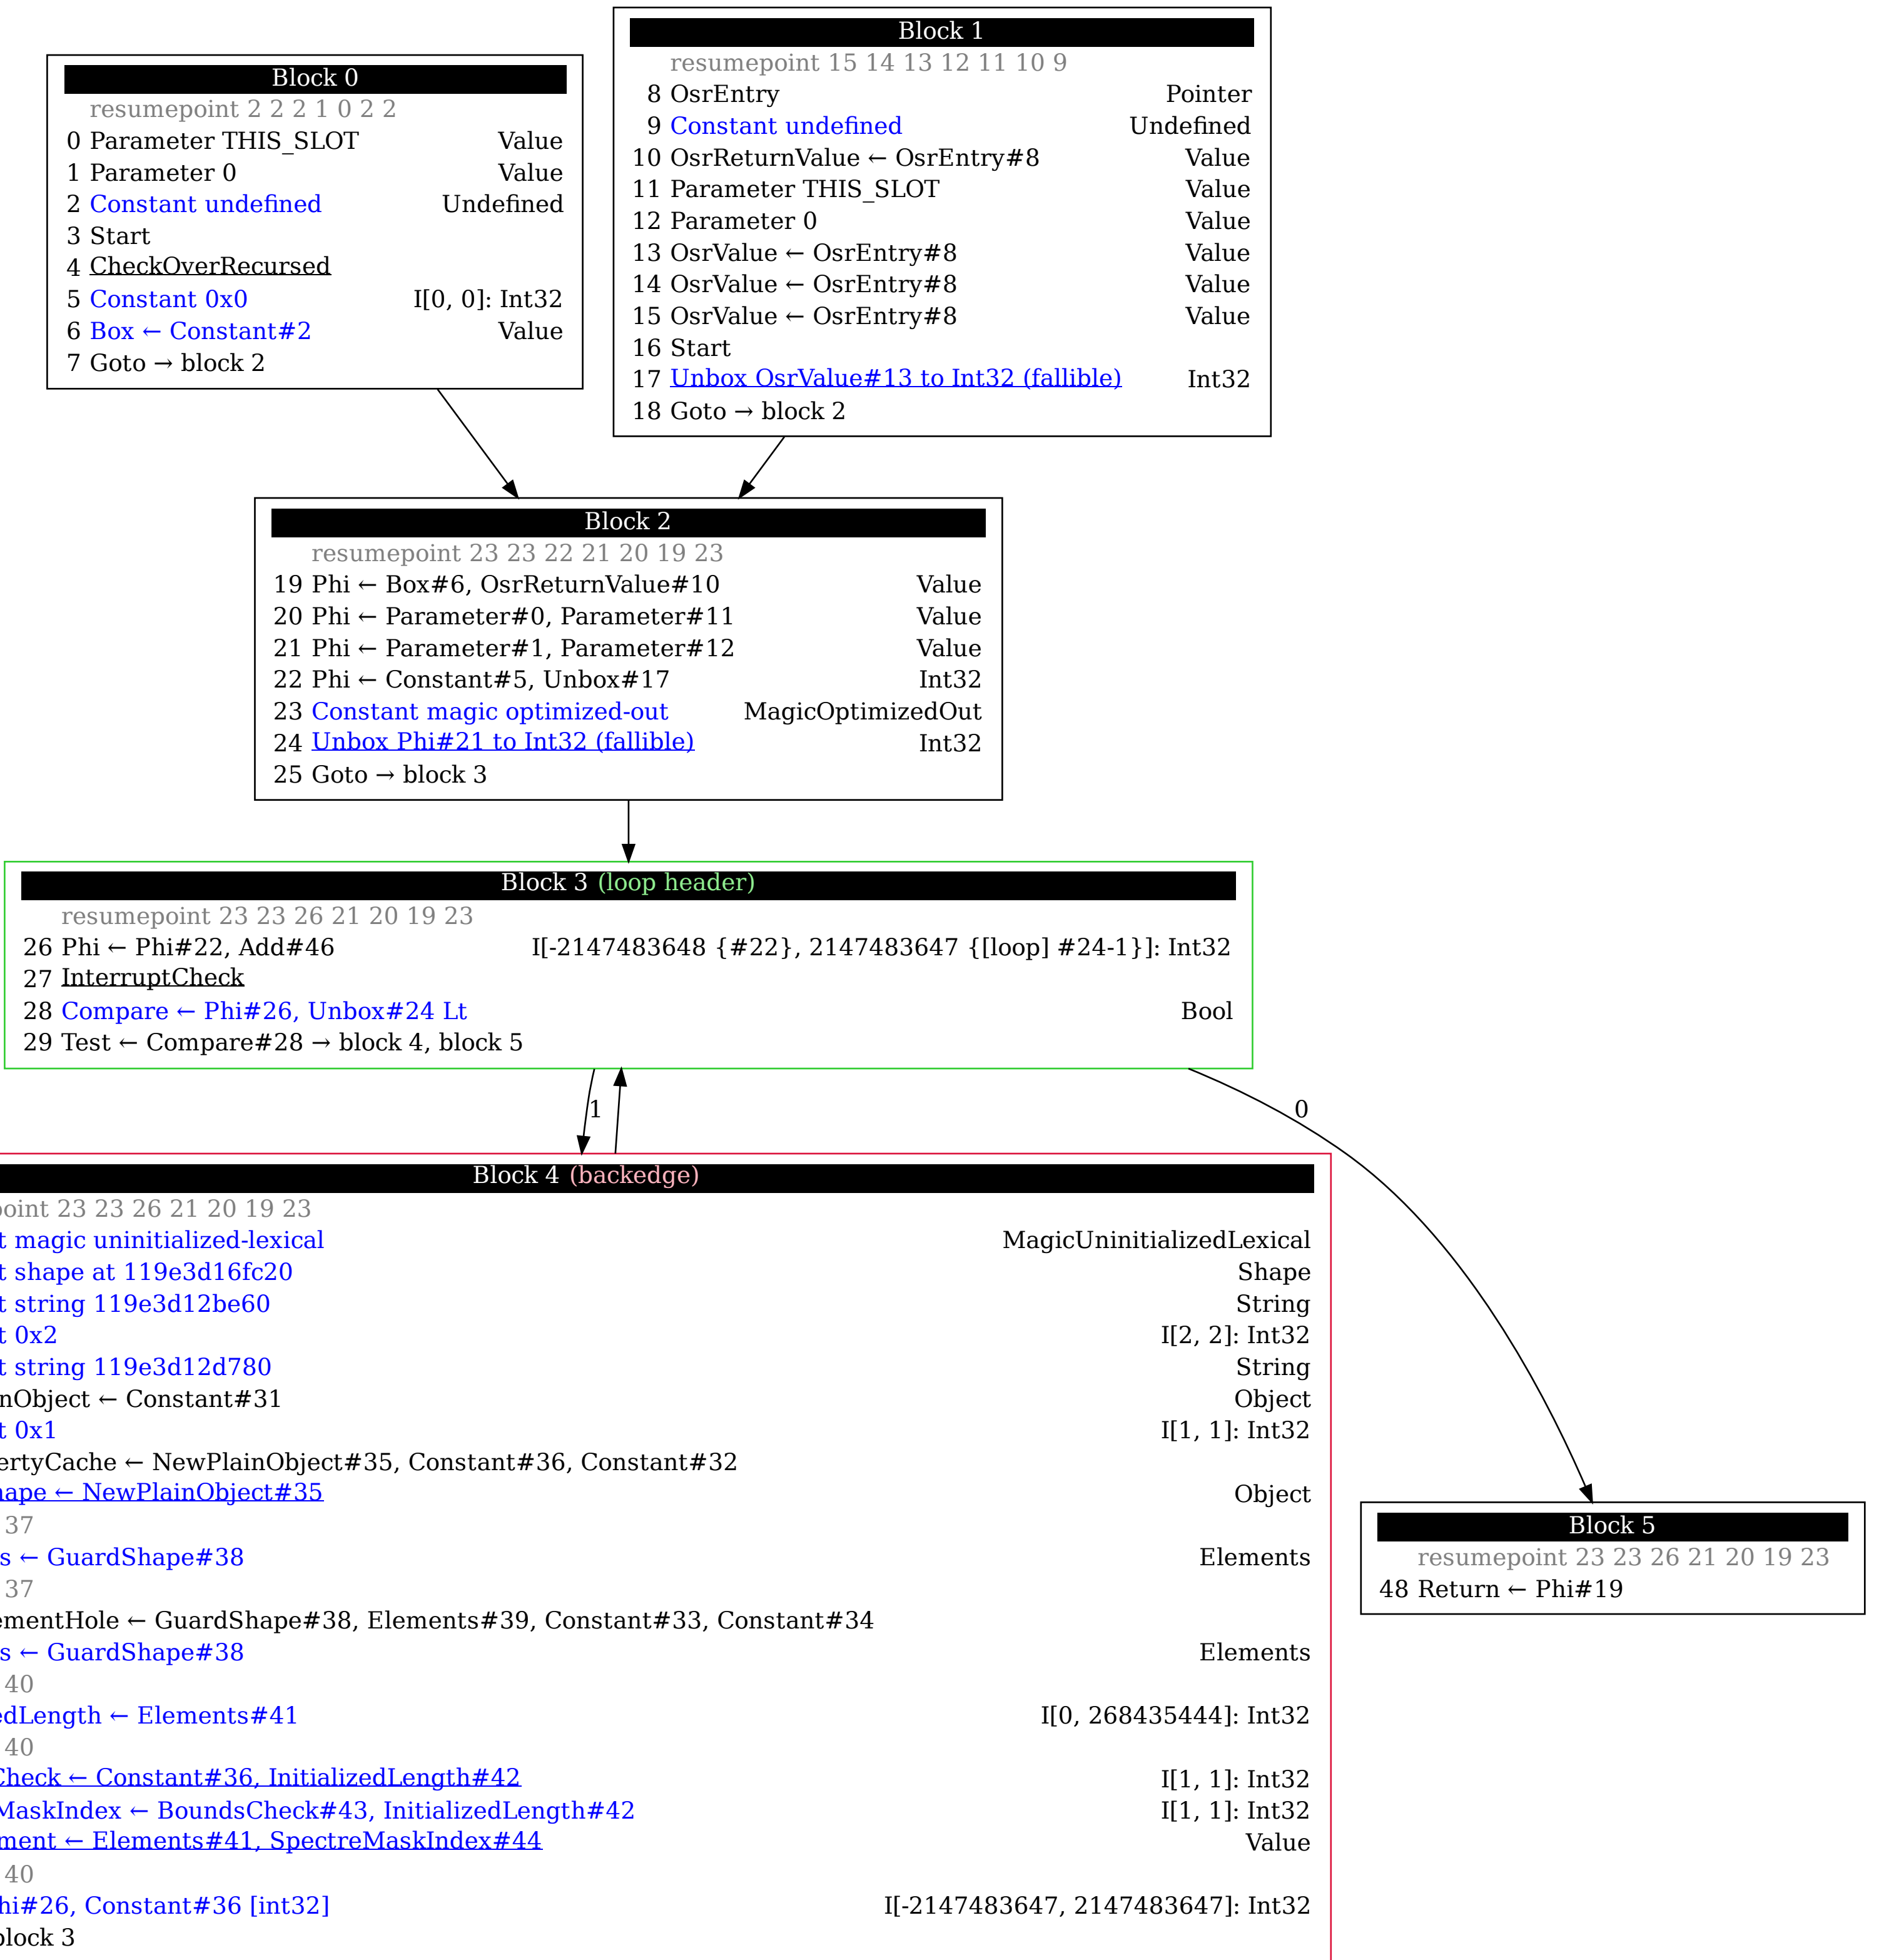 Block 0
resumepoint 2 2 2 1 0 2 2
0 Parameter THIS_SLOT Value
1 Parameter 0 Value
2 Constant undefined Undefined
3 Start
4 CheckOverRecursed
5 Constant 0x0 I[0, 0]: Int32
6 Box ← Constant#2 Value
7 Goto → block 2
Block 1
resumepoint 15 14 13 12 11 10 9
8 OsrEntry Pointer
9 Constant undefined Undefined
10 OsrReturnValue ← OsrEntry#8 Value
11 Parameter THIS_SLOT Value
12 Parameter 0 Value
13 OsrValue ← OsrEntry#8 Value
14 OsrValue ← OsrEntry#8 Value
15 OsrValue ← OsrEntry#8 Value
16 Start
17 Unbox OsrValue#13 to Int32 (fallible) Int32
18 Goto → block 2
Block 2
resumepoint 23 23 22 21 20 19 23
19 Phi ← Box#6, OsrReturnValue#10 Value
20 Phi ← Parameter#0, Parameter#11 Value
21 Phi ← Parameter#1, Parameter#12 Value
22 Phi ← Constant#5, Unbox#17 Int32
23 Constant magic optimized-out MagicOptimizedOut
24 Unbox Phi#21 to Int32 (fallible) Int32
25 Goto → block 3
Block 3 (loop header)
resumepoint 23 23 26 21 20 19 23
26 Phi ← Phi#22, Add#46 I[-2147483648 {#22}, 2147483647 {[loop] #24-1}]: Int32
27 InterruptCheck
28 Compare ← Phi#26, Unbox#24 Lt Bool
29 Test ← Compare#28 → block 4, block 5
1
0
Block 4 (backedge)
point 23 23 26 21 20 19 23
t magic uninitialized-lexical MagicUninitializedLexical
t shape at 119e3d16fc20 Shape
t string 119e3d12be60 String
t 0x2 I[2, 2]: Int32
t string 119e3d12d780 String
nObject ← Constant#31 Object
t 0x1 I[1, 1]: Int32
ertyCache ← NewPlainObject#35, Constant#36, Constant#32
hape ← NewPlainObject#35 Object
37
s ← GuardShape#38 Elements
37
ementHole ← GuardShape#38, Elements#39, Constant#33, Constant#34
s ← GuardShape#38 Elements
40
edLength ← Elements#41 I[0, 268435444]: Int32
40
Check ← Constant#36, InitializedLength#42 I[1, 1]: Int32
MaskIndex ← BoundsCheck#43, InitializedLength#42 I[1, 1]: Int32
ment ← Elements#41, SpectreMaskIndex#44 Value
40
hi#26, Constant#36 [int32] I[-2147483647, 2147483647]: Int32
block 3
Block 5
resumepoint 23 23 26 21 20 19 23
48 Return ← Phi#19